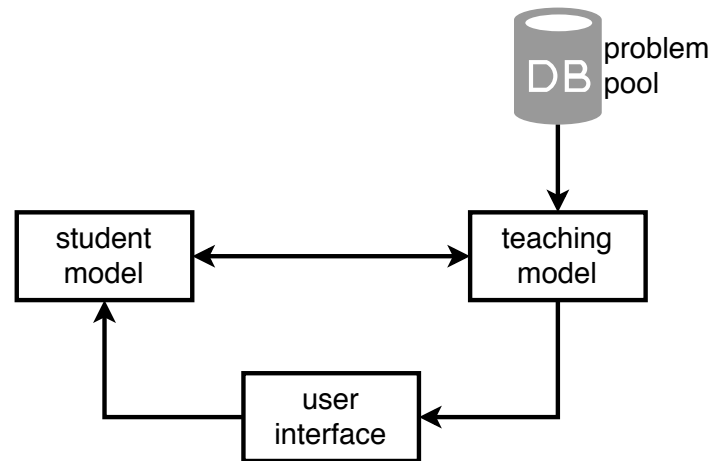 DB
problem
pool
student
model
teaching
model
user
interface